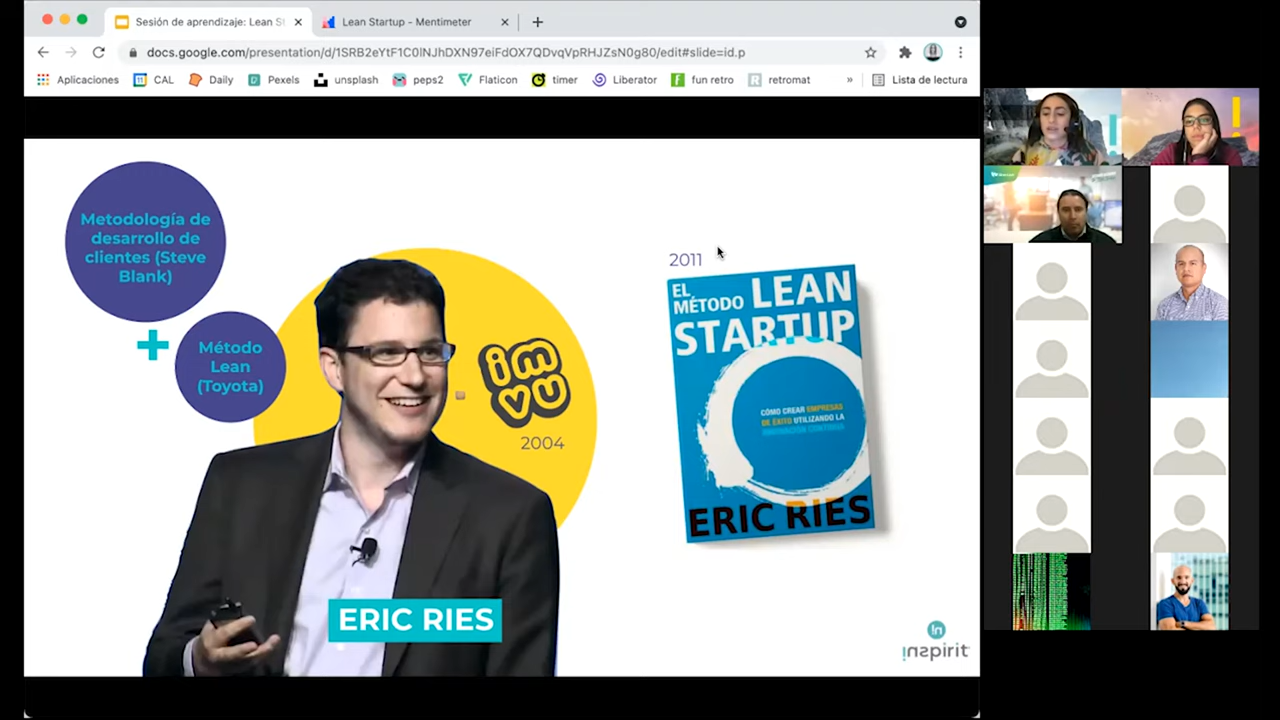 Sesión de aprendizaje: Lean St
Lean Startup - Mentimeter
docs.google.com/presentation/d/1SRB2eYtF1C0lNJhDXN97eiFdOX7QDvqVpRHJZsN0g80/edit#slide=id.p
Aplicaciones CAL Daily Pexels unsplash peps2 Flaticon timer Liberator fun retro retromat » Lista de lectura
Metodología de
desarrollo de
clientes (Steve
Blank)
+
Método
Lean
(Toyota)
imvu
2004
ERIC RIES
2011
EL
MÉTODO LEAN
STARTUP
CÓMO CREAR EMPRESAS
DE ÉXITO UTILIZANDO LA
INNOVACIÓN CONTINUA
ERIC RIES
inspirit